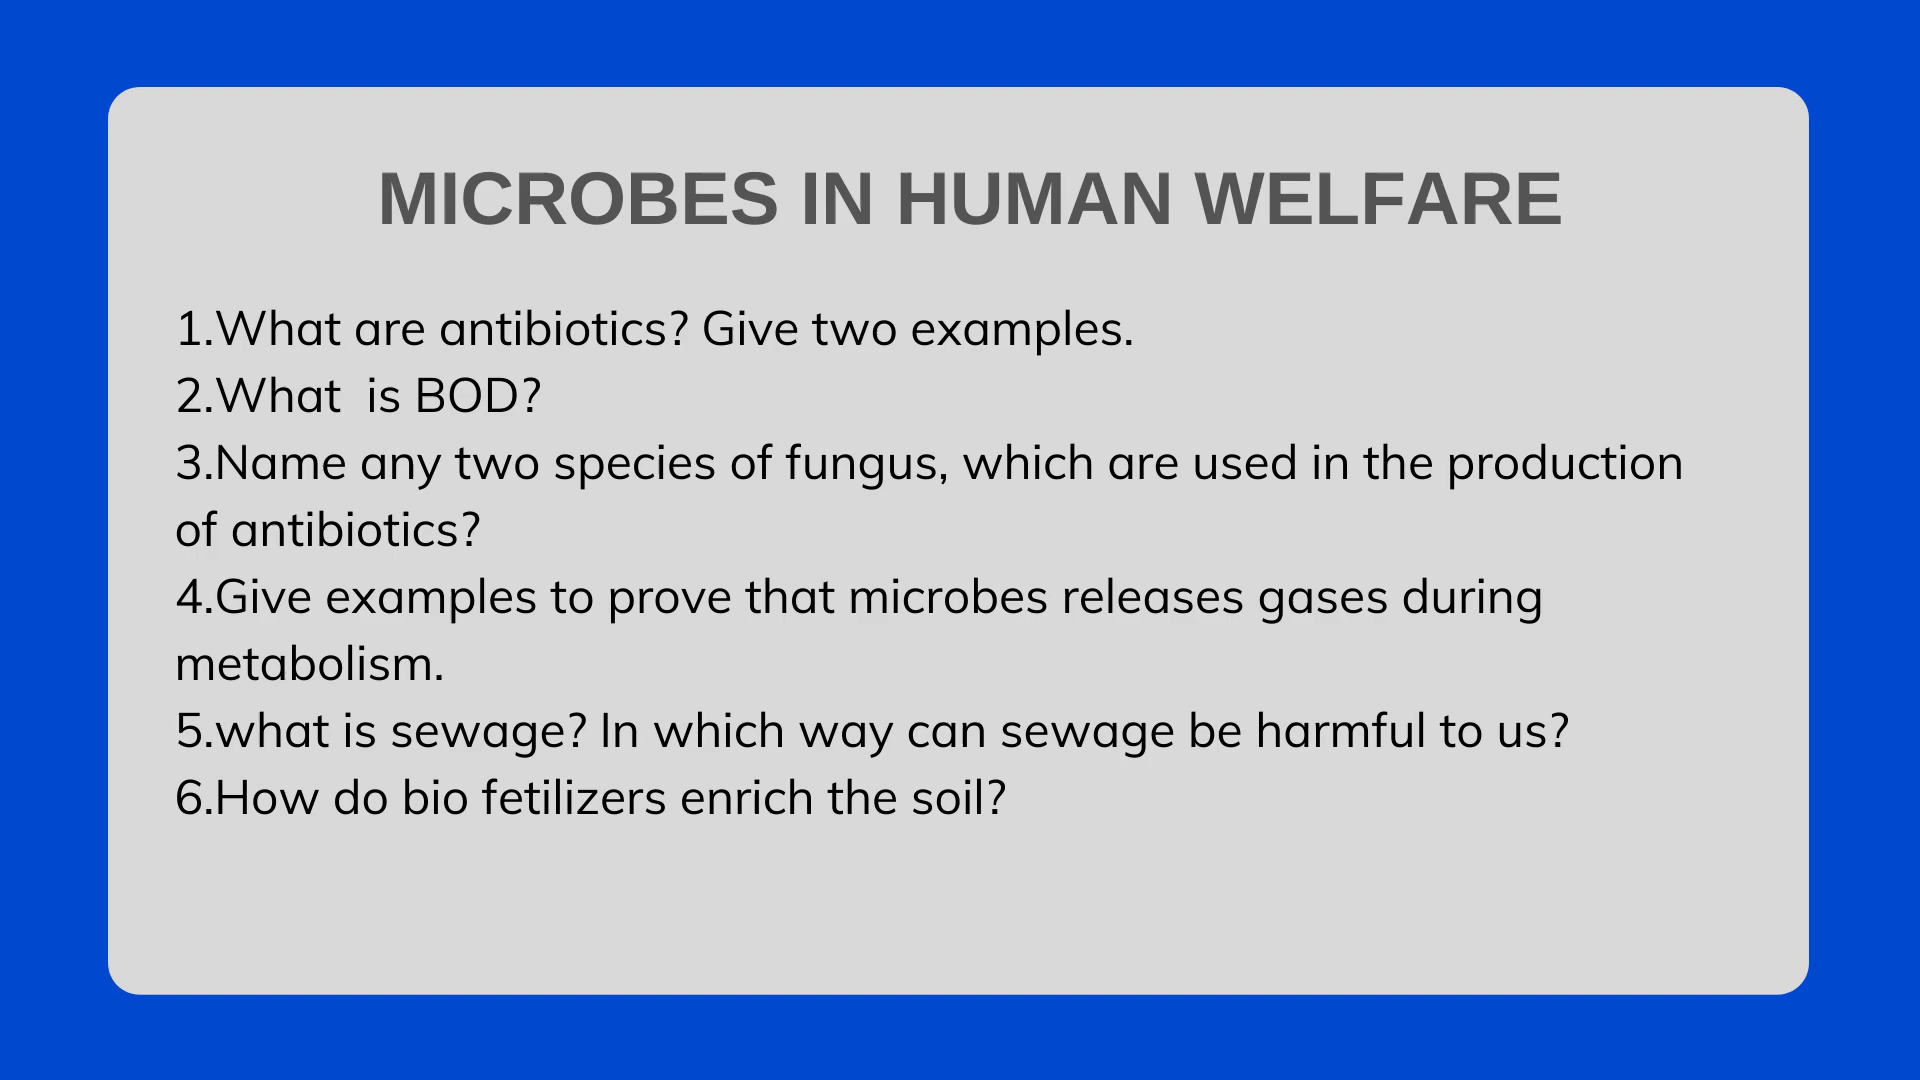 MICROBES IN HUMAN WELFARE
1.What are antibiotics? Give two examples.
2.What  is BOD?
3.Name any two species of fungus, which are used in the production
of antibiotics?
4.Give examples to prove that microbes releases gases during
metabolism.
5.what is sewage? In which way can sewage be harmful to us?
6.How do bio fetilizers enrich the soil?